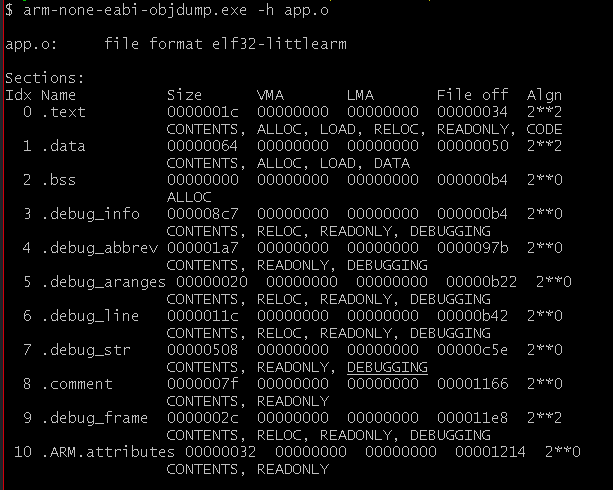 $ arm-none-eabi-objdump.exe -h app.o
app.o:     file format elf32-littlearm
Sections:
Idx Name          Size      VMA       LMA       File off  Algn
  0 .text         0000001c  00000000  00000000  00000034  2**2
                  CONTENTS, ALLOC, LOAD, RELOC, READONLY, CODE
  1 .data         00000064  00000000  00000000  00000050  2**2
                  CONTENTS, ALLOC, LOAD, DATA
  2 .bss          00000000  00000000  00000000  000000b4  2**0
                  ALLOC
  3 .debug_info   000008c7  00000000  00000000  000000b4  2**0
                  CONTENTS, RELOC, READONLY, DEBUGGING
  4 .debug_abbrev 000001a7  00000000  00000000  0000097b  2**0
                  CONTENTS, READONLY, DEBUGGING
  5 .debug_aranges 00000020  00000000  00000000  00000b22  2**0
                  CONTENTS, RELOC, READONLY, DEBUGGING
  6 .debug_line   0000011c  00000000  00000000  00000b42  2**0
                  CONTENTS, RELOC, READONLY, DEBUGGING
  7 .debug_str    00000508  00000000  00000000  00000c5e  2**0
                  CONTENTS, READONLY, DEBUGGING
  8 .comment      0000007f  00000000  00000000  00001166  2**0
                  CONTENTS, READONLY
  9 .debug_frame  0000002c  00000000  00000000  000011e8  2**2
                  CONTENTS, RELOC, READONLY, DEBUGGING
 10 .ARM.attributes 00000032  00000000  00000000  00001214  2**0
                  CONTENTS, READONLY